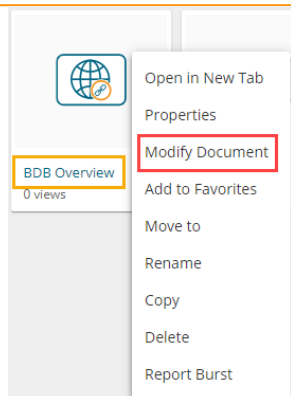 BDB Overview
0 views
Open in New Tab
Properties
Modify Document
Add to Favorites
Move to
Rename
Copy
Delete
Report Burst